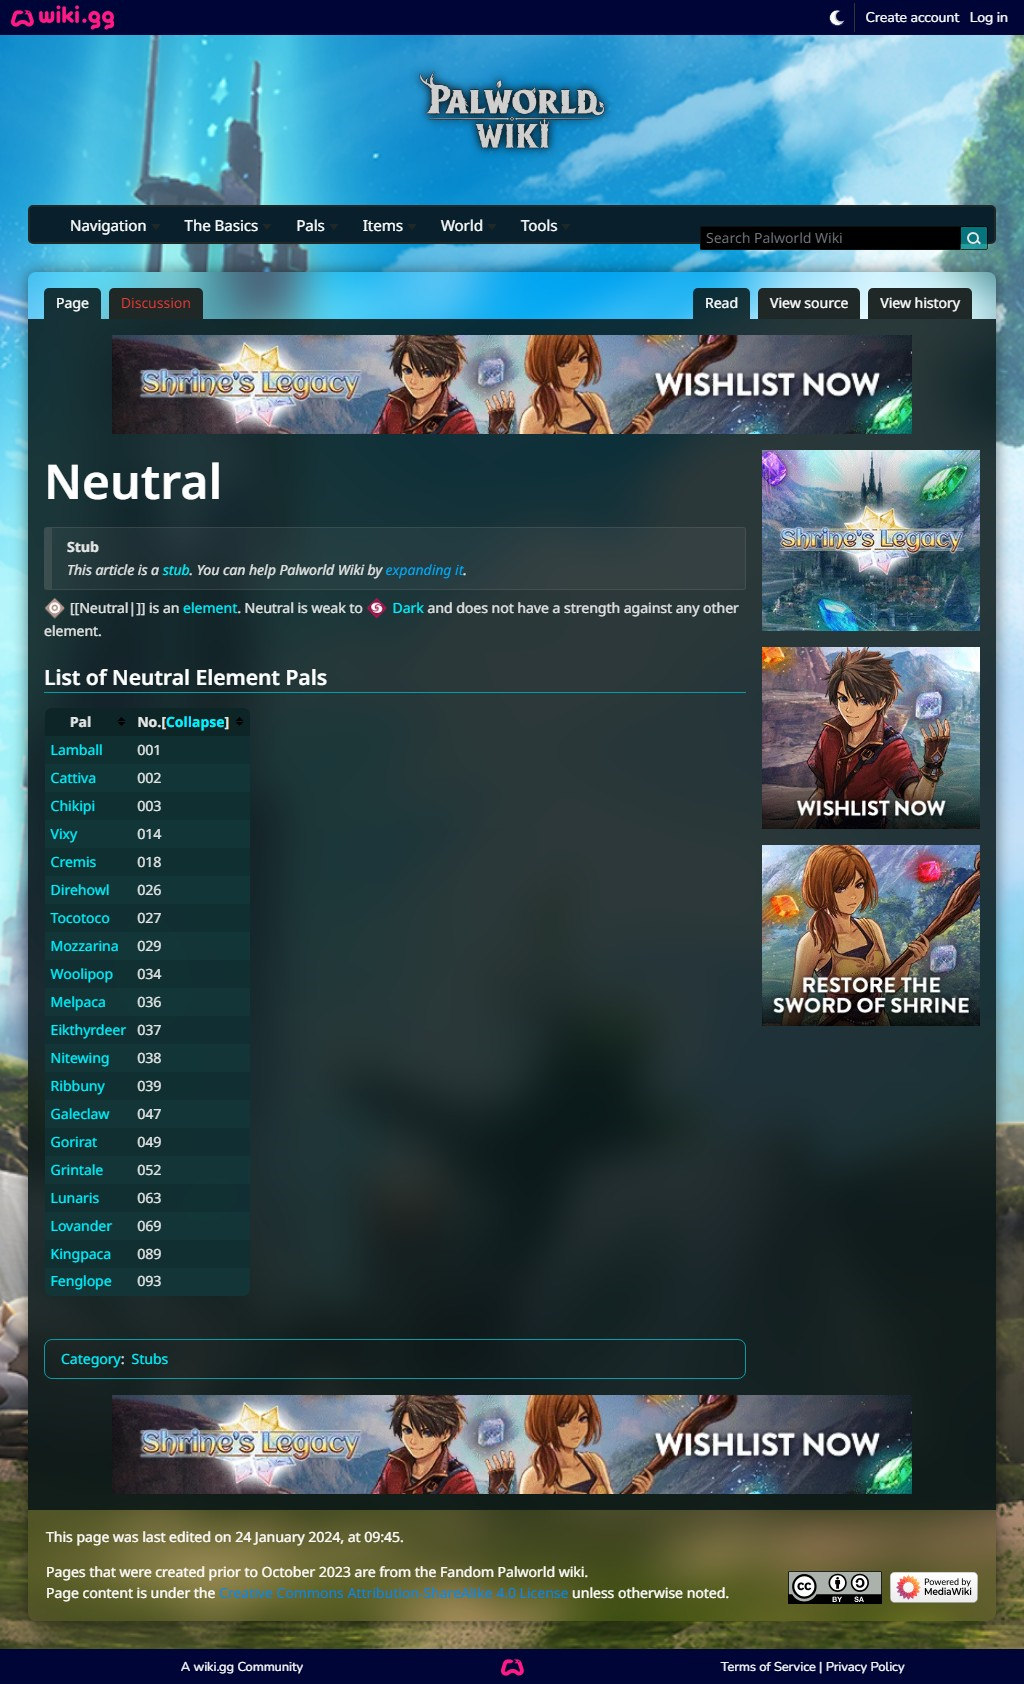 wiki.gg
Create account Log in
PALWORLD
WIKI
Navigation The Basics Pals Items World Tools
Search Palworld Wiki
Page Discussion Read View source View history
Shrine's Legacy WISHLIST NOW
Neutral
Stub
This article is a stub. You can help Palworld Wiki by expanding it.
[[Neutral|]] is an element. Neutral is weak to Dark and does not have a strength against any other
element.
List of Neutral Element Pals
Pal No.[Collapse]
Lamball 001
Cattiva 002
Chikipi 003
Vixy 014
Cremis 018
Direhowl 026
Tocotoco 027
Mozzarina 029
Woolipop 034
Melpaca 036
Eikthyrdeer 037
Nitewing 038
Ribbuny 039
Galeclaw 047
Gorirat 049
Grintale 052
Lunaris 063
Lovander 069
Kingpaca 089
Fenglope 093
Shrine's Legacy
WISHLIST NOW
RESTORE THE
SWORD OF SHRINE
Category: Stubs
Shrine's Legacy WISHLIST NOW
This page was last edited on 24 January 2024, at 09:45.
Pages that were created prior to October 2023 are from the Fandom Palworld wiki.
Page content is under the Creative Commons Attribution-ShareAlike 4.0 License unless otherwise noted.
cc BY SA
Powered by
MediaWiki
A wiki.gg Community
Terms of Service | Privacy Policy